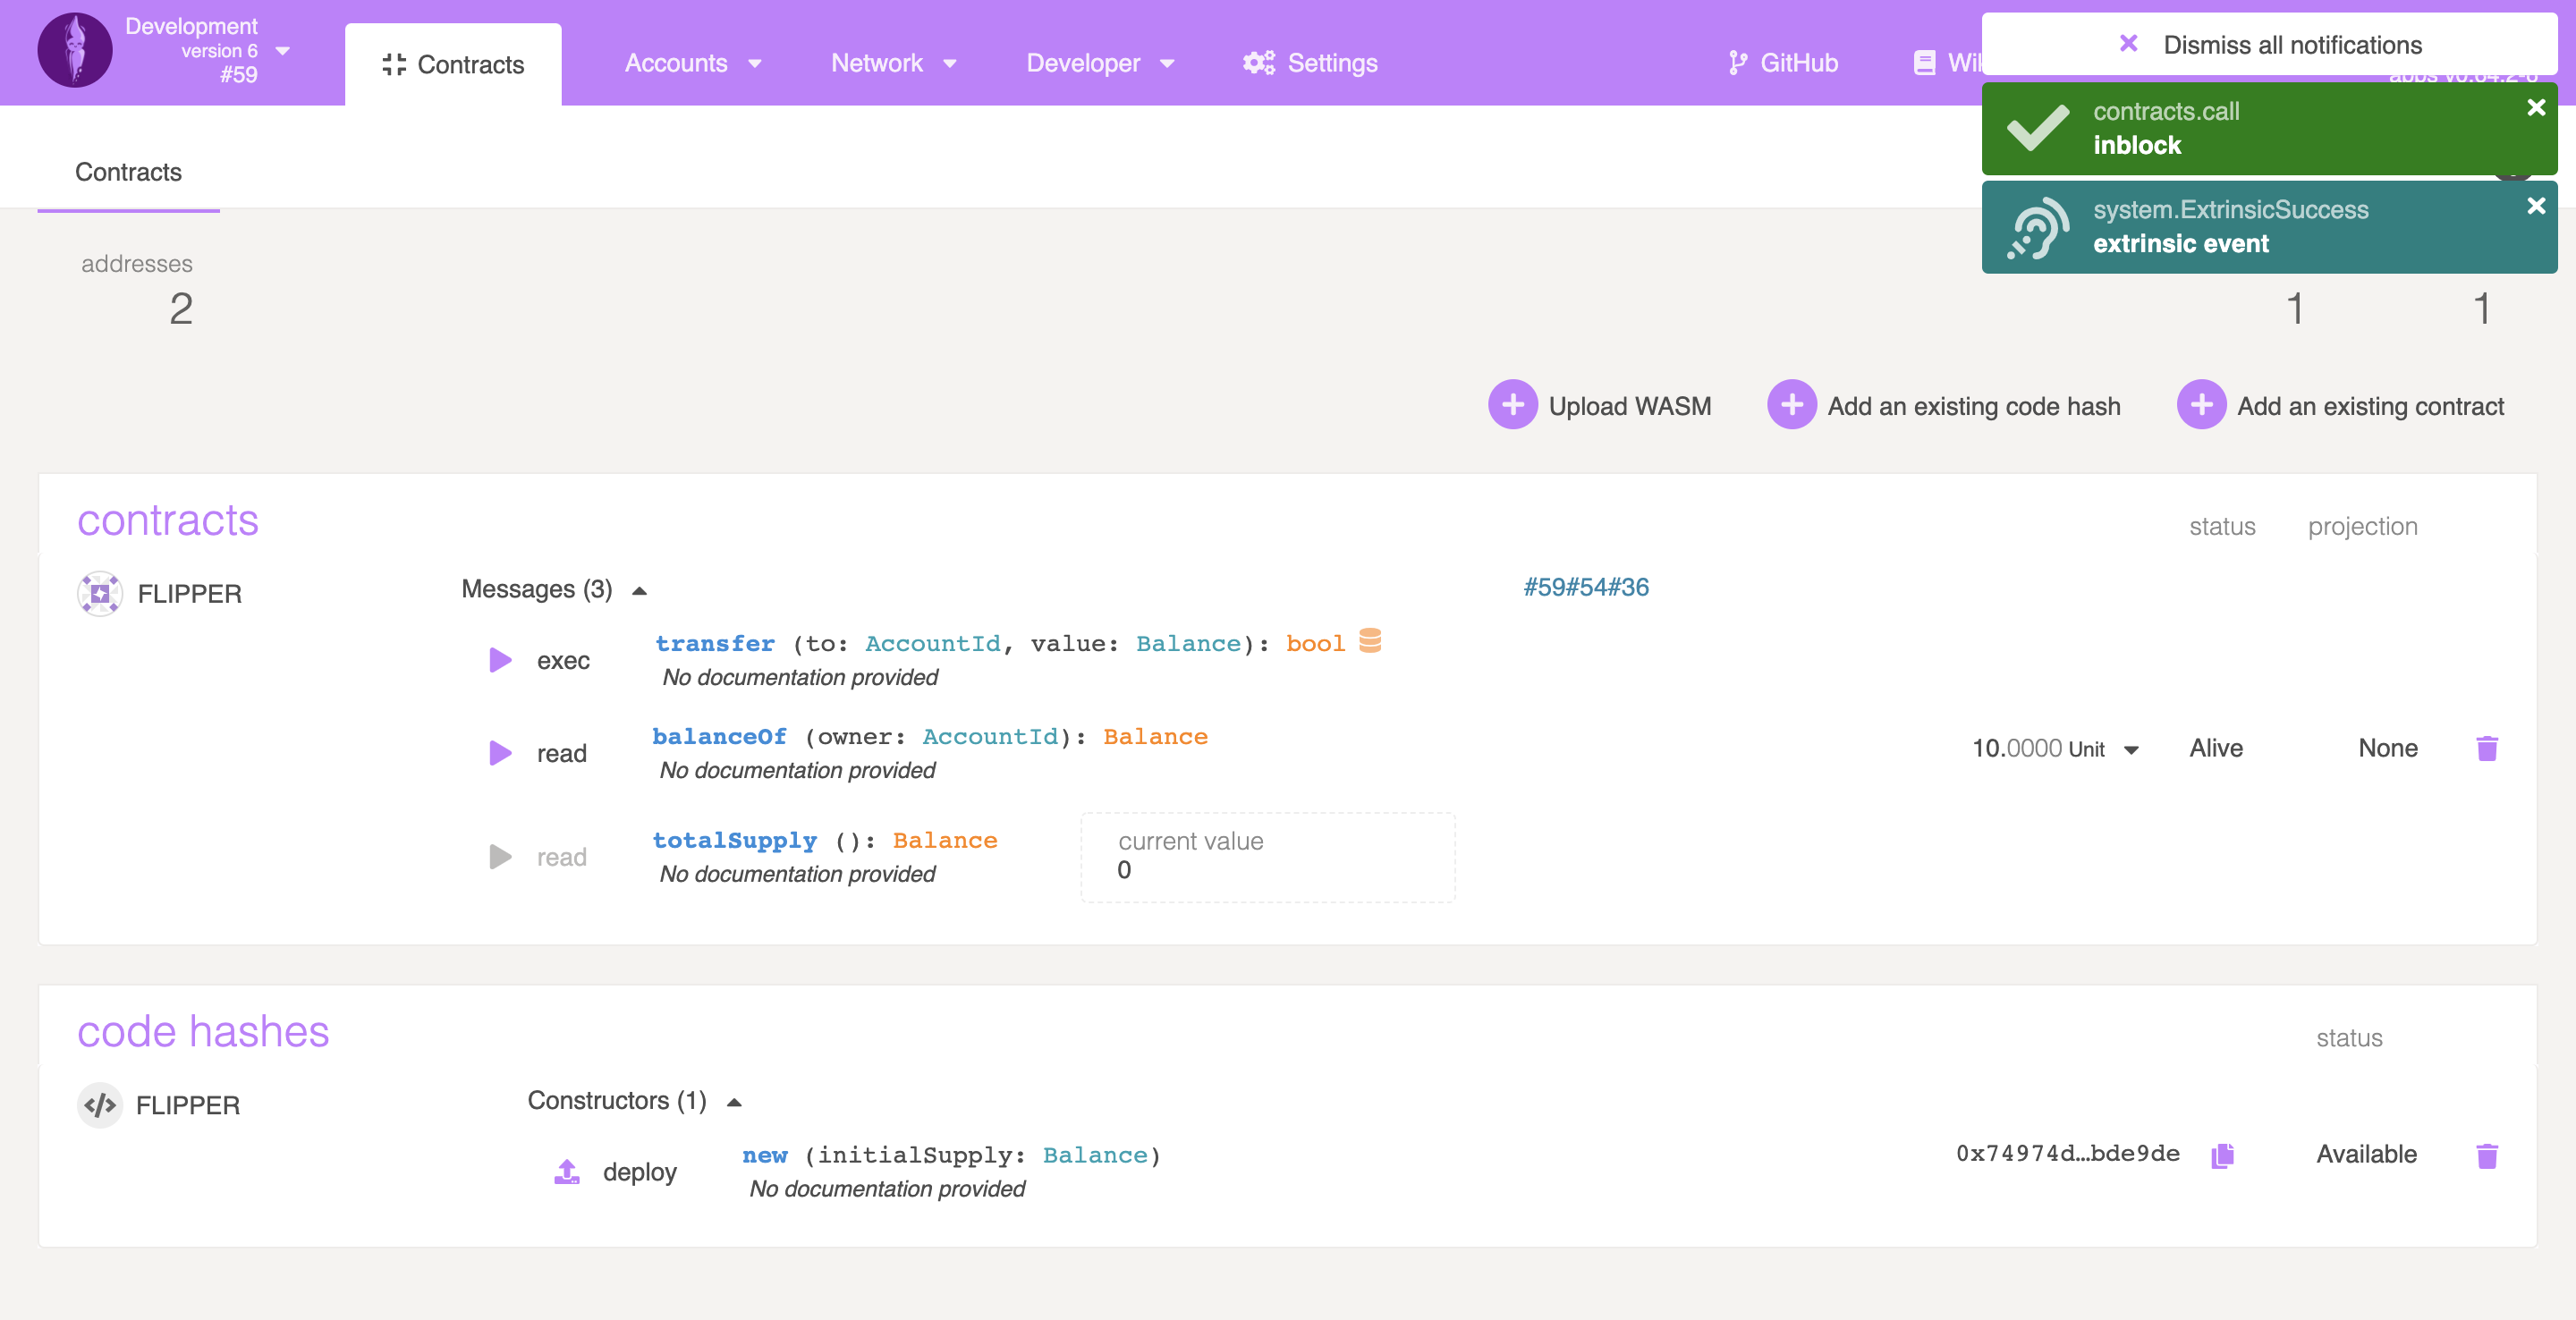 Development
version 6
#59
Contracts
Accounts
Network
Developer
Settings
GitHub
Dismiss all notifications
contracts.call
inblock
system.ExtrinsicSuccess
extrinsic event
Contracts
addresses
2
1
1
Upload WASM
Add an existing code hash
Add an existing contract
contracts
status
projection
FLIPPER
Messages (3)
#59#54#36
exec
transfer (to: AccountId, value: Balance): bool
No documentation provided
read
balanceOf (owner: AccountId): Balance
No documentation provided
10.0000 Unit
Alive
None
read
totalSupply (): Balance
No documentation provided
current value
0
code hashes
status
FLIPPER
Constructors (1)
deploy
new (initialSupply: Balance)
No documentation provided
0x74974d…bde9de
Available